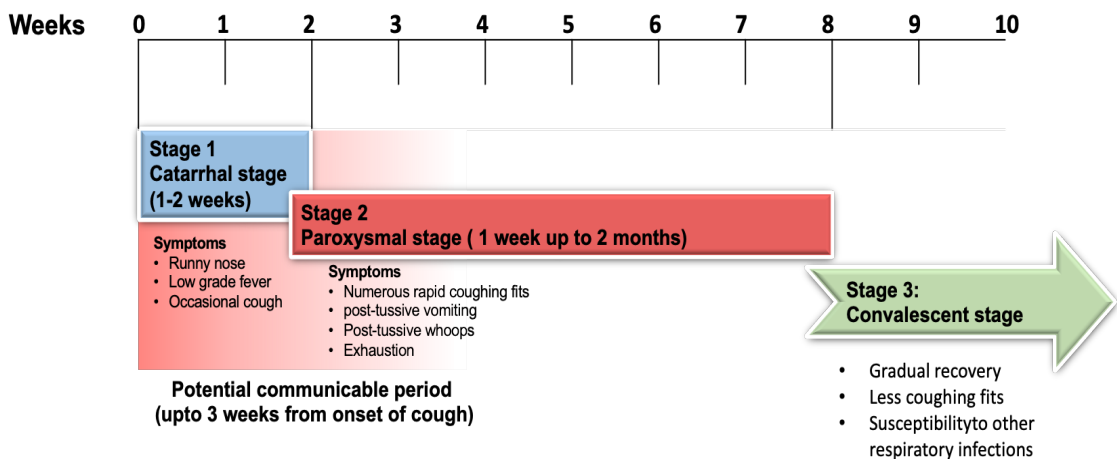 Weeks 0 1 2 3 4 5 6 7 8 9 10
Stage 1
Catarrhal stage
(1-2 weeks)
Symptoms
• Runny nose
• Low grade fever
• Occasional cough
Stage 2
Paroxysmal stage ( 1 week up to 2 months)
Symptoms
• Numerous rapid coughing fits
• post-tussive vomiting
• Post-tussive whoops
• Exhaustion
Potential communicable period
(upto 3 weeks from onset of cough)
Stage 3:
Convalescent stage
• Gradual recovery
• Less coughing fits
• Susceptibilityto other
respiratory infections